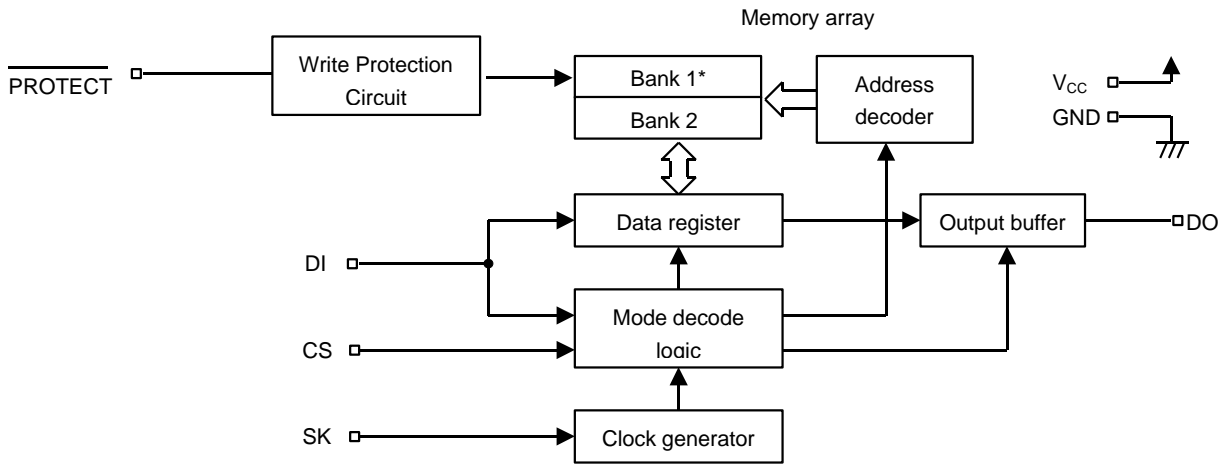 Memory array
PROTECT
Write Protection
Circuit
Bank 1*
Bank 2
Address
decoder
VCC
GND
Data register
Output buffer
DO
DI
Mode decode
logic
CS
SK
Clock generator